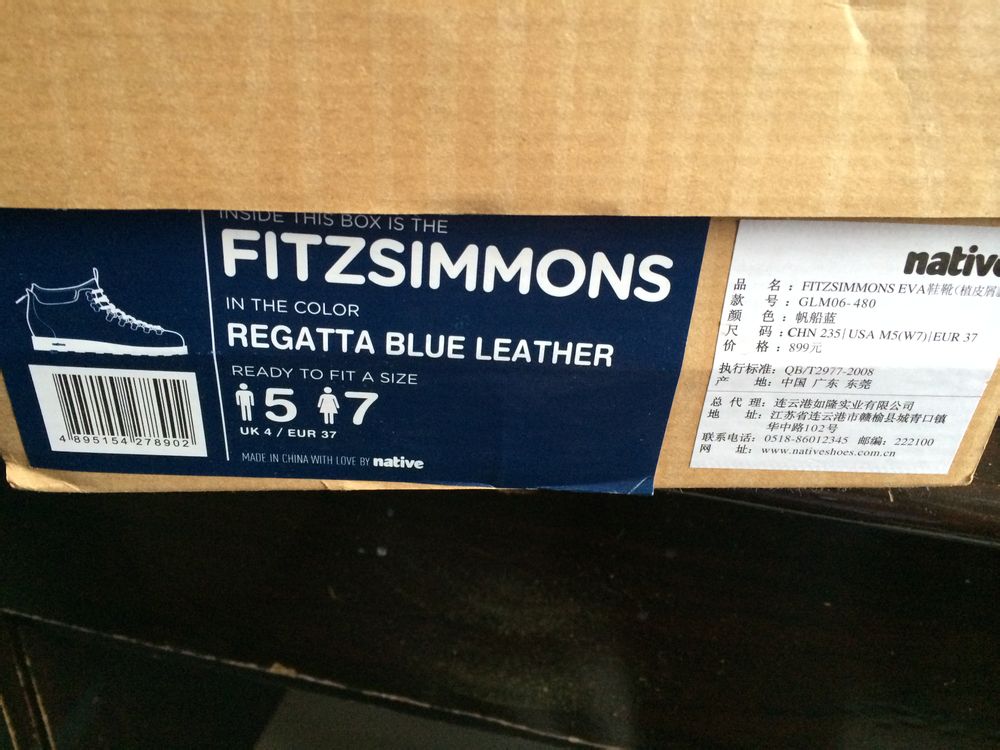 INSIDE THIS BOX IS THE
FITZSIMMONS
IN THE COLOR
REGATTA BLUE LEATHER
READY TO FIT A SIZE
5 7
UK 4 / EUR 37
MADE IN CHINA WITH LOVE BY native
4 895154 278902
native
品 名：FITZSIMMONS EVA鞋靴（植皮屑
款 号：GLM06-480
颜 色：帆船蓝
尺 码：CHN 235| USA M5(W7)|EUR 37
价 格：899元
执行标准：QB/T2977-2008
产 地：中国 广东 东莞
总 代 理：连云港如隆实业有限公司
地 址：江苏省连云港市赣榆县城青口镇
华中路102号
联系电话：0518-86012345 邮编：222100
网 址：www.nativeshoes.com.cn